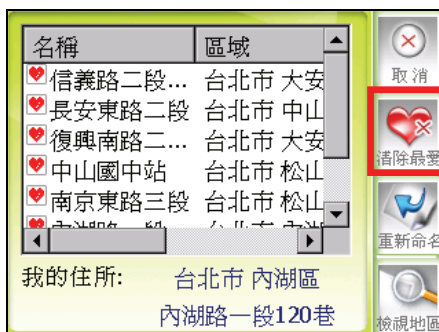 名稱 區域
信義路二段... 台北市 大安
長安東路二段 台北市 中山
復興南路二... 台北市 大安
中山國中站 台北市 松山
南京東路三段 台北市 松山
我的住所: 台北市 內湖區
內湖路一段120巷
取消
清除最愛
重新命名
檢視地圖